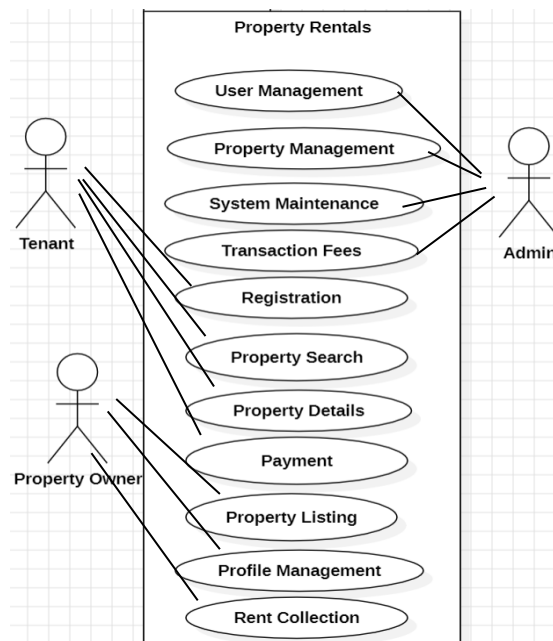 Property Rentals
User Management
Property Management
System Maintenance
Transaction Fees
Registration
Property Search
Property Details
Payment
Property Listing
Profile Management
Rent Collection
Tenant
Property Owner
Admin